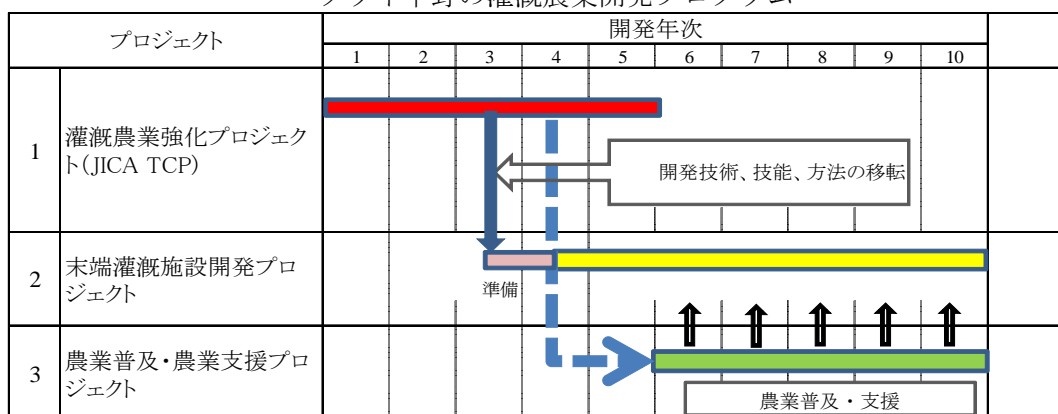 プロジェクト
開発年次
1 2 3 4 5 6 7 8 9 10
1
灌漑農業強化プロジェク
ト(JICA TCP)
開発技術、技能、方法の移転
2
末端灌漑施設開発プロ
ジェクト
準備
3
農業普及・農業支援プロ
ジェクト
農業普及・支援